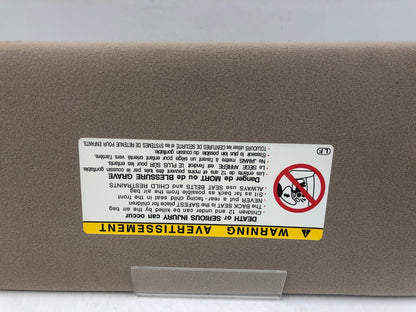 WARNING AVERTISSEMENT
DEATH or SERIOUS INJURY can occur
- Children 12 and under can be killed by the air bag
- The BACK SEAT is the SAFEST place for children
- NEVER put a rear-facing child seat in the front
- Sit as far back as possible from the air bag
- ALWAYS use SEAT BELTS and CHILD RESTRAINTS
Danger de MORT ou de BLESSURE GRAVE
- Les enfants de 12 ans et moins peuvent être tués par le coussin gonflable.
- Le SIÈGE ARRIÈRE est l'endroit le PLUS SÛR pour les enfants.
- Ne JAMAIS mettre à l'avant un siège pour enfant orienté vers l'arrière.
- S'asseoir le plus loin possible du coussin gonflable.
- TOUJOURS utiliser les CEINTURES DE SÉCURITÉ et les SYSTÈMES DE RETENUE POUR ENFANTS.
LF